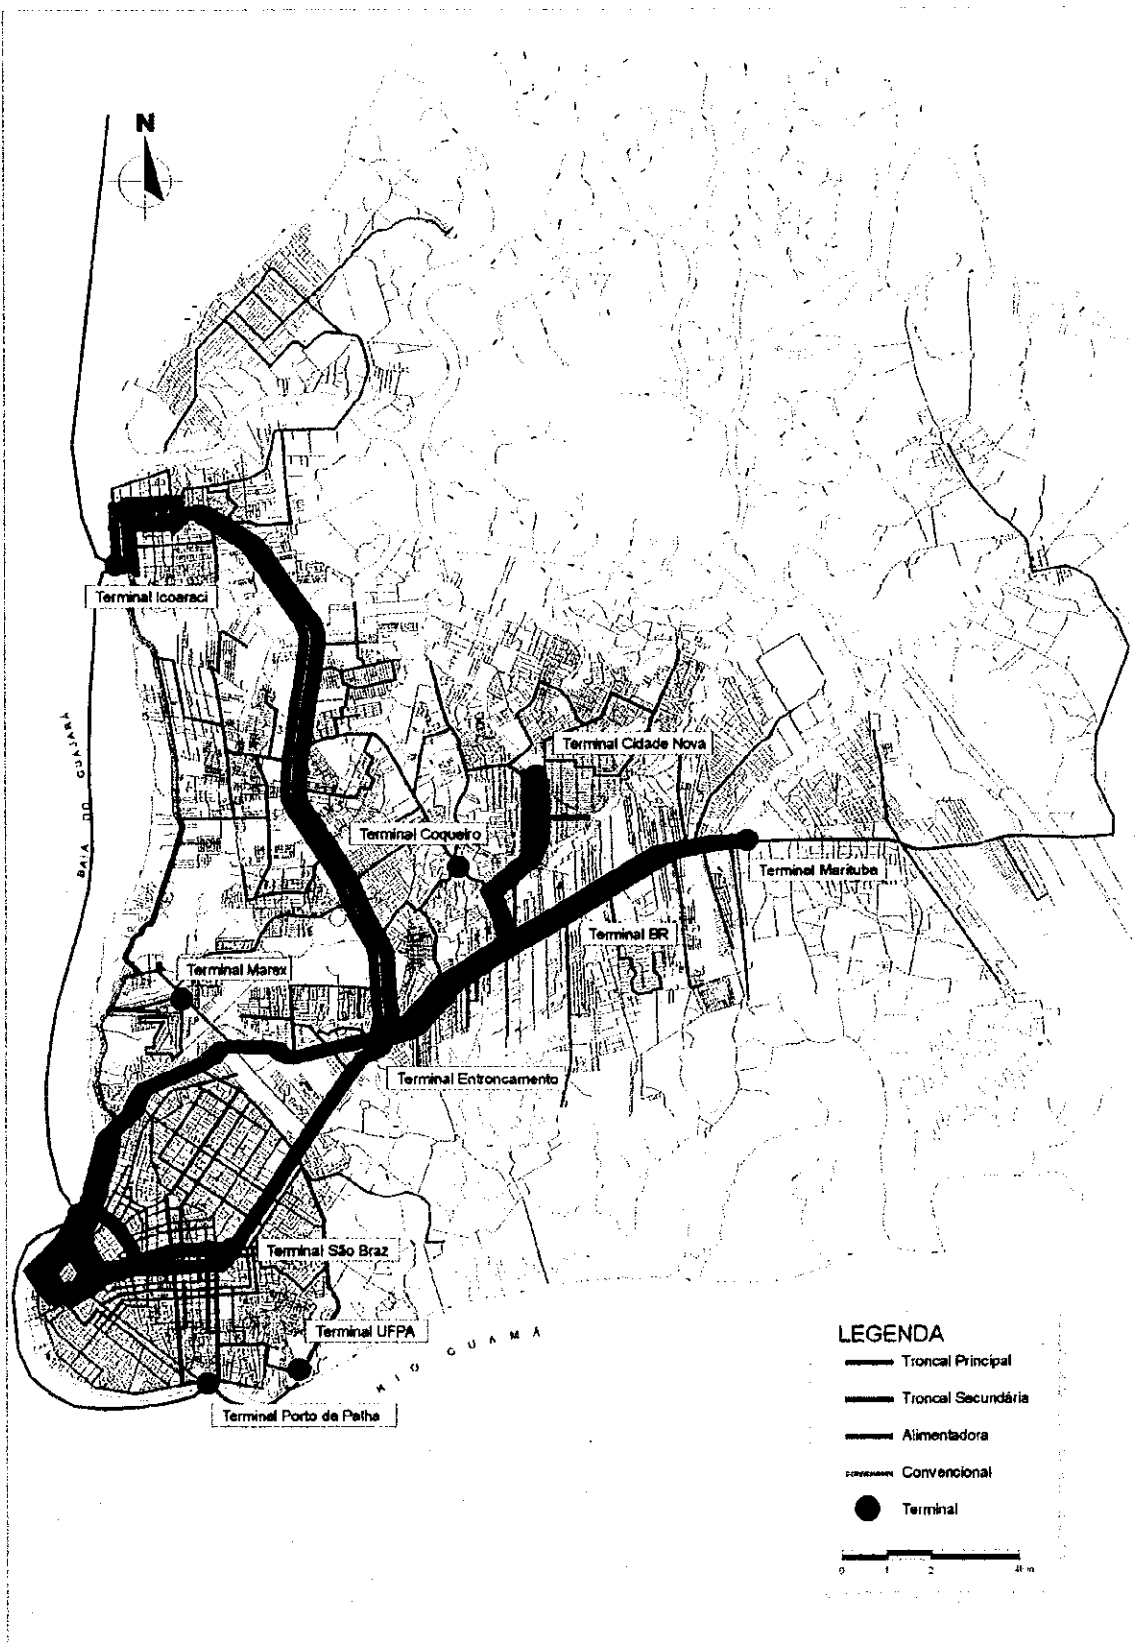 N
Terminal Icoaraci
BAIA DO GUAJARÁ
Terminal Cidade Nova
Terminal Coqueiro
Terminal Marituba
Terminal BR
Terminal Marex
Terminal Entroncamento
Terminal São Braz
Terminal UFPA
RIO GUAMÁ
Terminal Porto da Palha
LEGENDA
Troncal Principal
Troncal Secundária
Alimentadora
Convencional
Terminal
0 1 2 4km